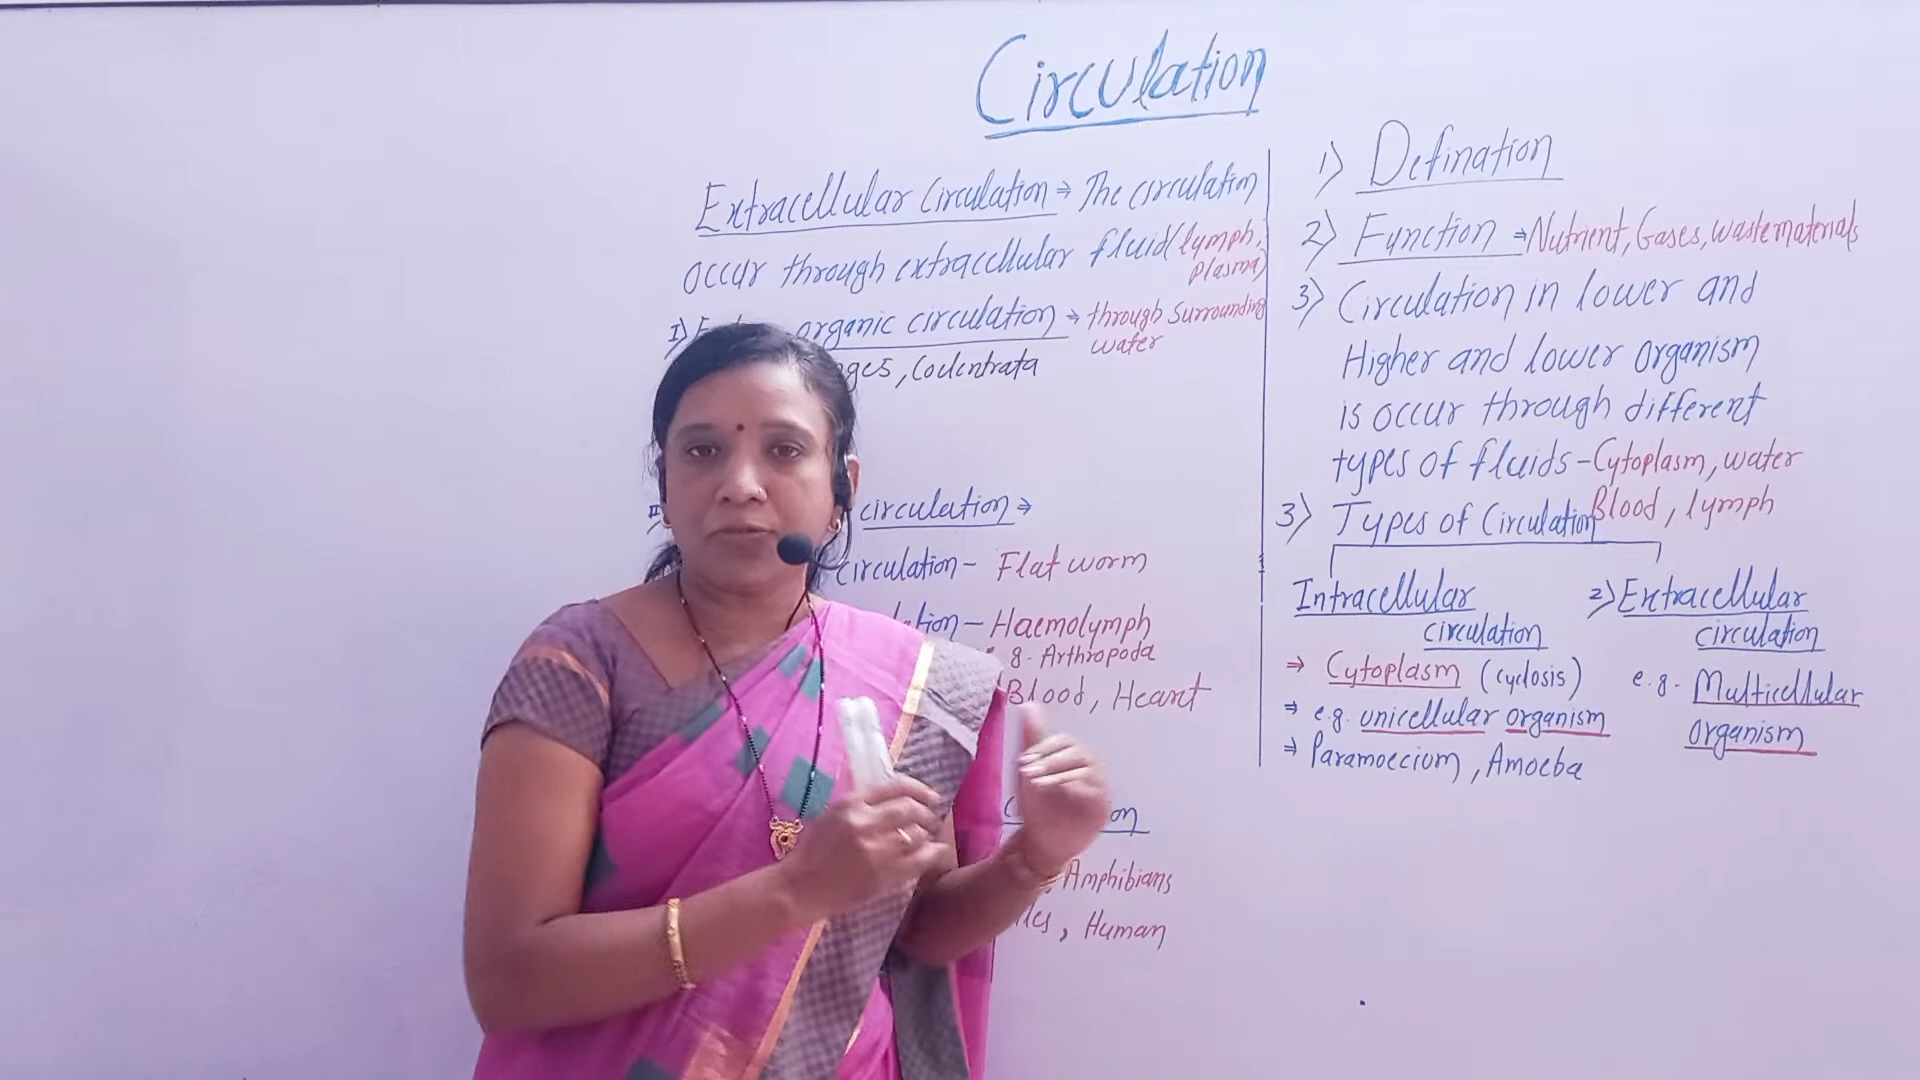 Circulation
Extracellular Circulation ⇒ The circulation
occur through extracellular fluid (lymph,
plasma)
I) organic circulation ⇒ through surrounding
water
, Coelentrata
II) circulation ⇒
circulation - Flat worm
- Haemolymph
e.g. Arthropoda
Blood, Heart
, Amphibians
, Human
1) Defination
2) Function ⇒ Nutrient, Gases, waste materials
3) Circulation in lower and
Higher and lower organism
is occur through different
types of fluids - Cytoplasm, water
Blood, lymph
3) Types of Circulation
Intracellular
circulation
⇒ Cytoplasm (cyclosis)
⇒ e.g. unicellular organism
⇒ Paramoecium, Amoeba
2) Extracellular
circulation
e.g. Multicellular
organism